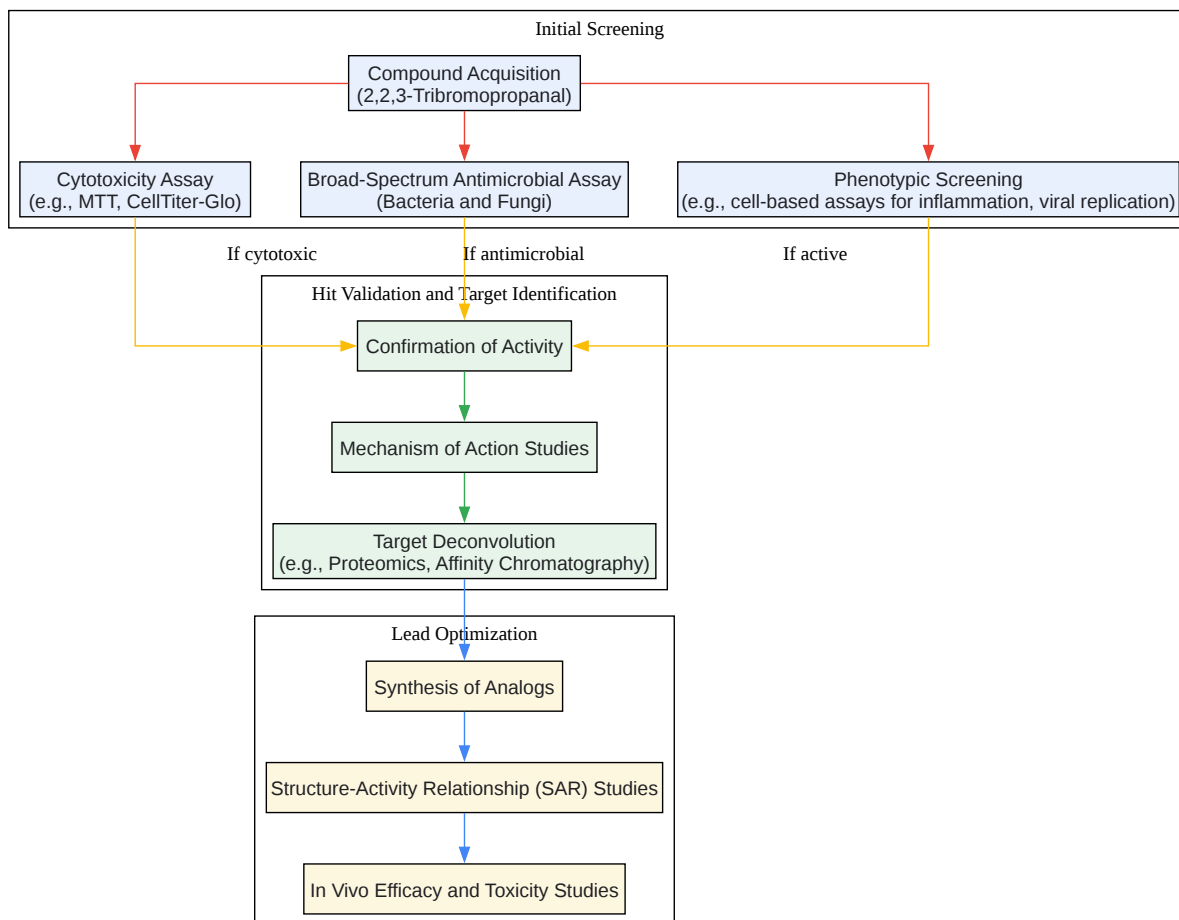 Initial Screening
Compound Acquisition
(2,2,3-Tribromopropanal)
Cytotoxicity Assay
(e.g., MTT, CellTiter-Glo)
Broad-Spectrum Antimicrobial Assay
(Bacteria and Fungi)
Phenotypic Screening
(e.g., cell-based assays for inflammation, viral replication)
If cytotoxic
If antimicrobial
If active
Hit Validation and Target Identification
Confirmation of Activity
Mechanism of Action Studies
Target Deconvolution
(e.g., Proteomics, Affinity Chromatography)
Lead Optimization
Synthesis of Analogs
Structure-Activity Relationship (SAR) Studies
In Vivo Efficacy and Toxicity Studies